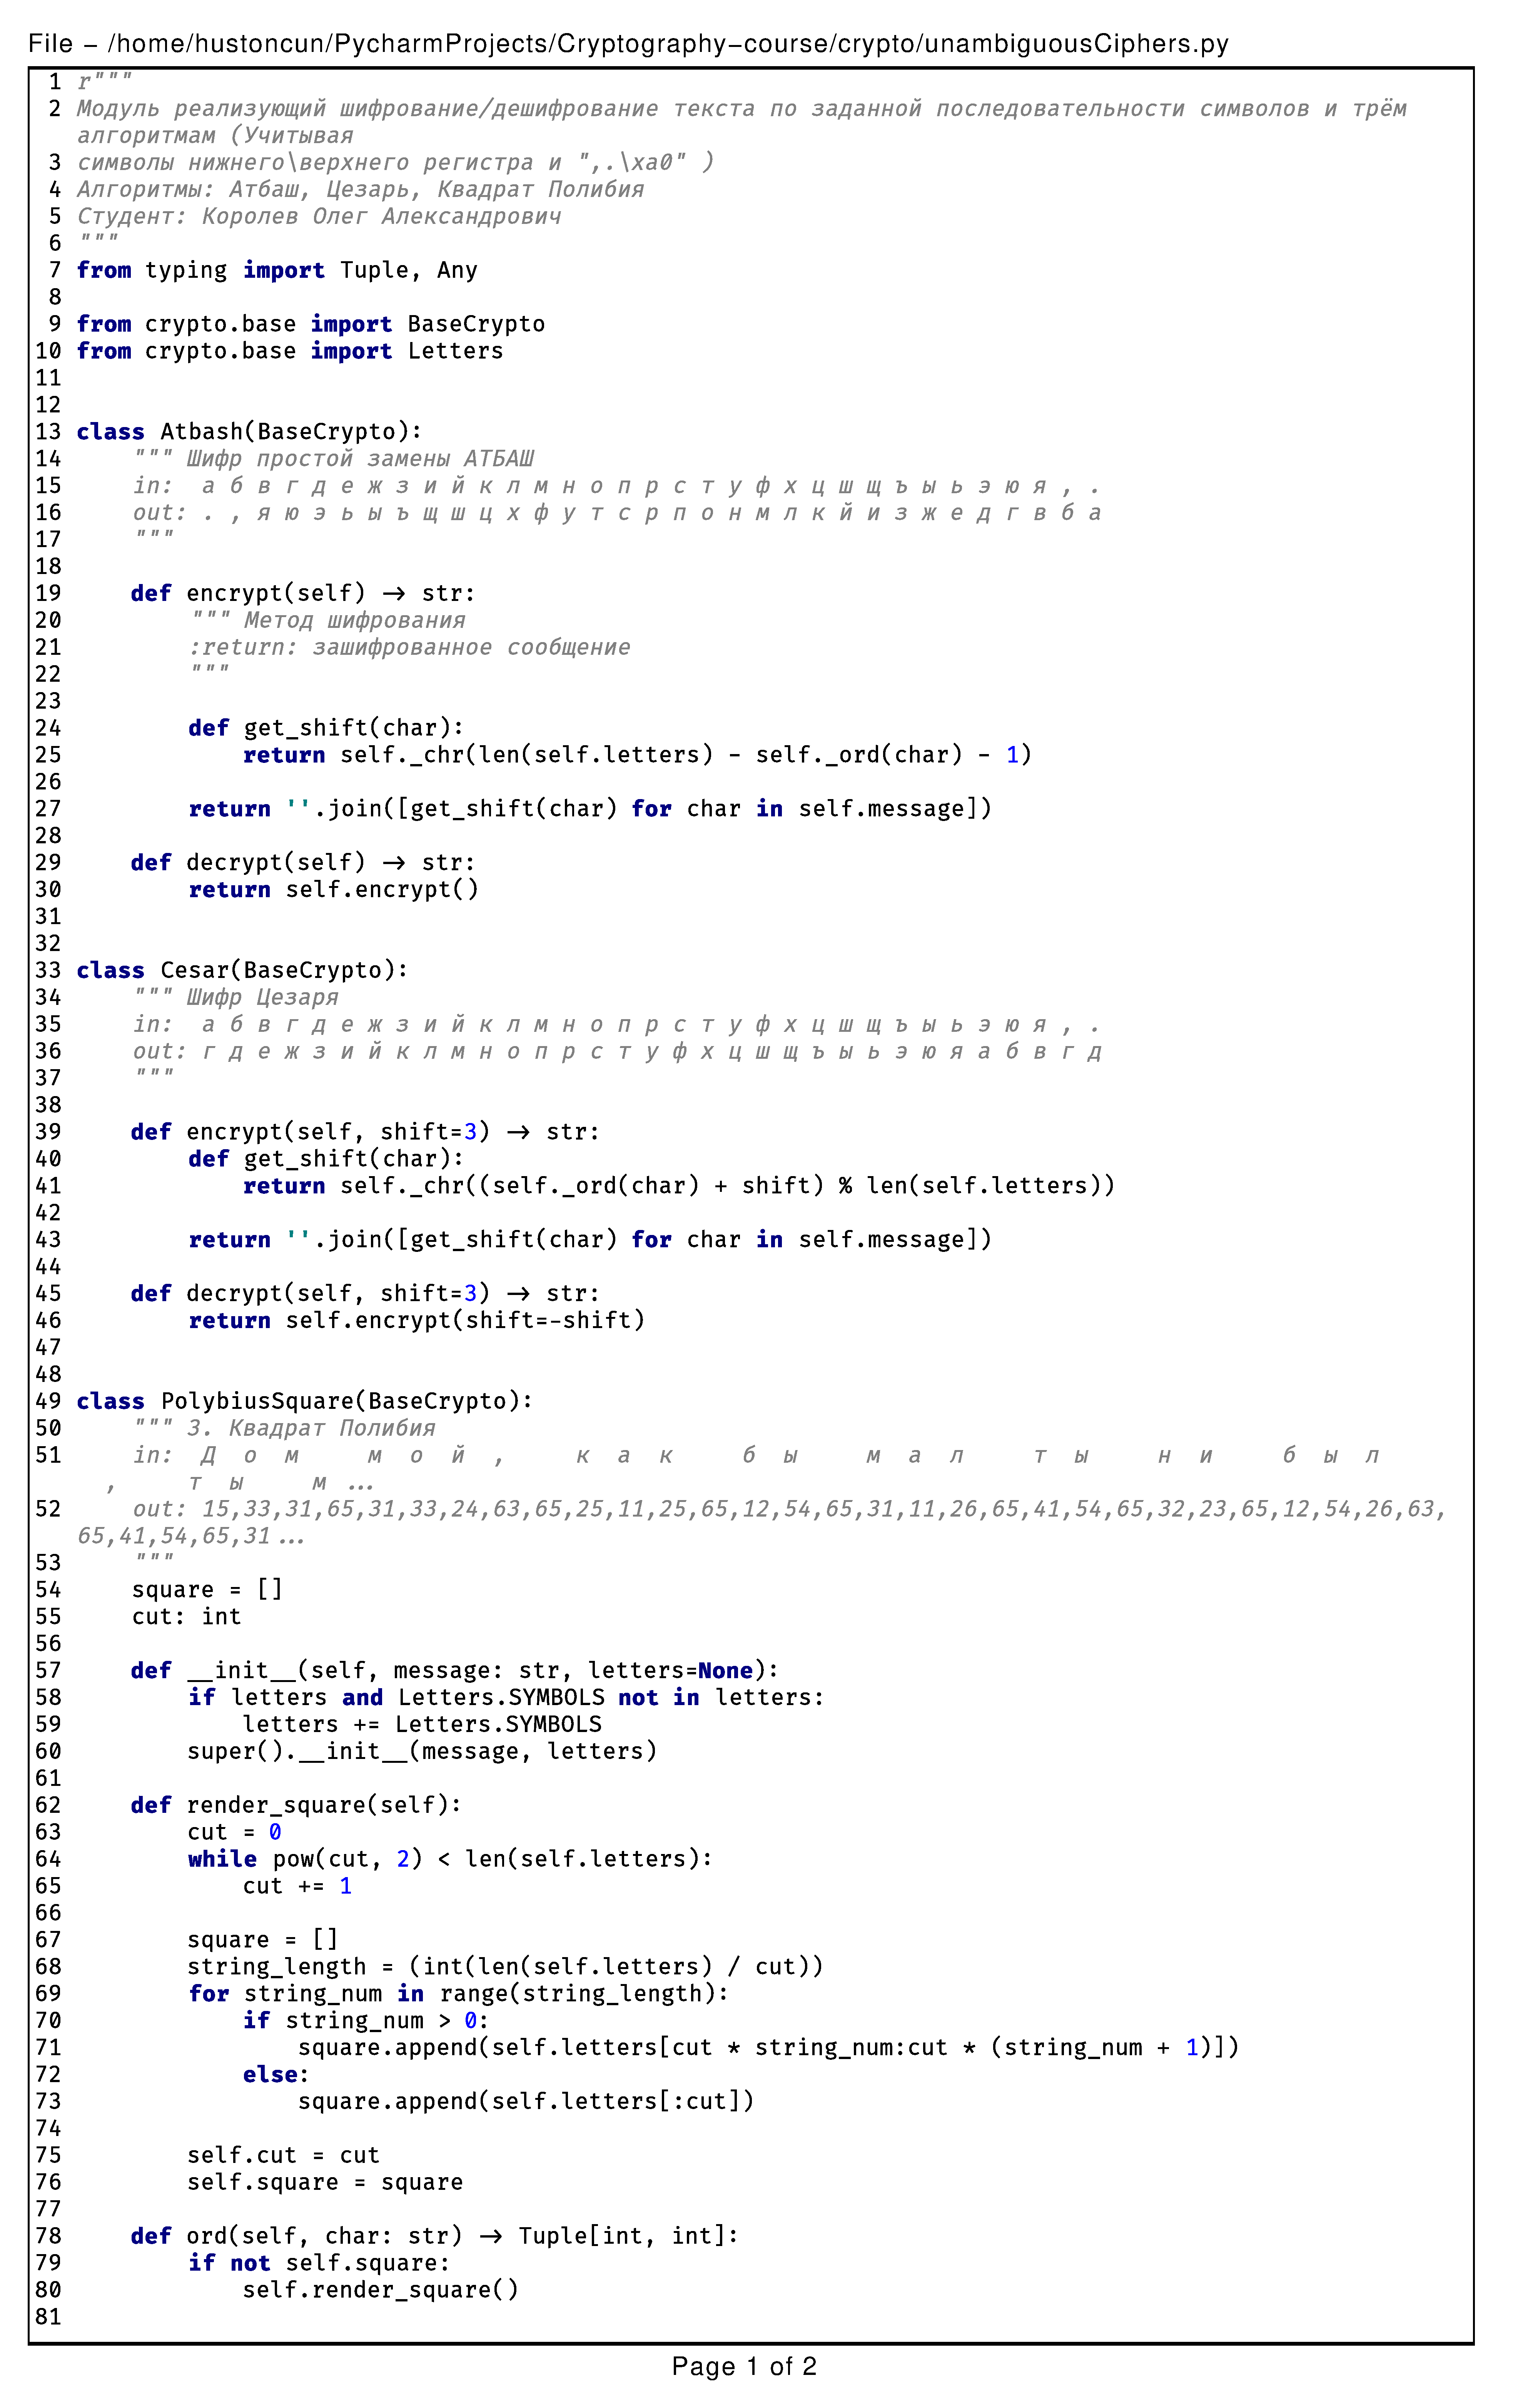 File – /home/hustoncun/PycharmProjects/Cryptography–course/crypto/unambiguousCiphers.py
1 r"""
2 Модуль реализующий шифрование/дешифрование текста по заданной последовательности символов и трём
алгоритмам (Учитывая
3 символы нижнего\верхнего регистра и ",.\xa0" )
4 Алгоритмы: Атбаш, Цезарь, Квадрат Полибия
5 Студент: Королев Олег Александрович
6 """
7 from typing import Tuple, Any
8
9 from crypto.base import BaseCrypto
10 from crypto.base import Letters
11
12
13 class Atbash(BaseCrypto):
14     """ Шифр простой замены АТБАШ
15     in:  а б в г д е ж з и й к л м н о п р с т у ф х ц ш щ ъ ы ь э ю я , .
16     out: . , я ю э ь ы ъ щ ш ц х ф у т с р п о н м л к й и з ж е д г в б а
17     """
18
19     def encrypt(self) → str:
20         """ Метод шифрования
21         :return: зашифрованное сообщение
22         """
23
24         def get_shift(char):
25             return self._chr(len(self.letters) - self._ord(char) - 1)
26
27         return ''.join([get_shift(char) for char in self.message])
28
29     def decrypt(self) → str:
30         return self.encrypt()
31
32
33 class Cesar(BaseCrypto):
34     """ Шифр Цезаря
35     in:  а б в г д е ж з и й к л м н о п р с т у ф х ц ш щ ъ ы ь э ю я , .
36     out: г д е ж з и й к л м н о п р с т у ф х ц ш щ ъ ы ь э ю я а б в г д
37     """
38
39     def encrypt(self, shift=3) → str:
40         def get_shift(char):
41             return self._chr((self._ord(char) + shift) % len(self.letters))
42
43         return ''.join([get_shift(char) for char in self.message])
44
45     def decrypt(self, shift=3) → str:
46         return self.encrypt(shift=-shift)
47
48
49 class PolybiusSquare(BaseCrypto):
50     """ 3. Квадрат Полибия
51     in:  Д  о  м     м  о  й  ,     к  а  к     б  ы     м  а  л     т  ы     н  и     б  ы  л
,     т  ы     м ...
52     out: 15,33,31,65,31,33,24,63,65,25,11,25,65,12,54,65,31,11,26,65,41,54,65,32,23,65,12,54,26,63,
65,41,54,65,31...
53     """
54     square = []
55     cut: int
56
57     def __init__(self, message: str, letters=None):
58         if letters and Letters.SYMBOLS not in letters:
59             letters += Letters.SYMBOLS
60         super().__init__(message, letters)
61
62     def render_square(self):
63         cut = 0
64         while pow(cut, 2) < len(self.letters):
65             cut += 1
66
67         square = []
68         string_length = (int(len(self.letters) / cut))
69         for string_num in range(string_length):
70             if string_num > 0:
71                 square.append(self.letters[cut * string_num:cut * (string_num + 1)])
72             else:
73                 square.append(self.letters[:cut])
74
75         self.cut = cut
76         self.square = square
77
78     def ord(self, char: str) → Tuple[int, int]:
79         if not self.square:
80             self.render_square()
81
Page 1 of 2